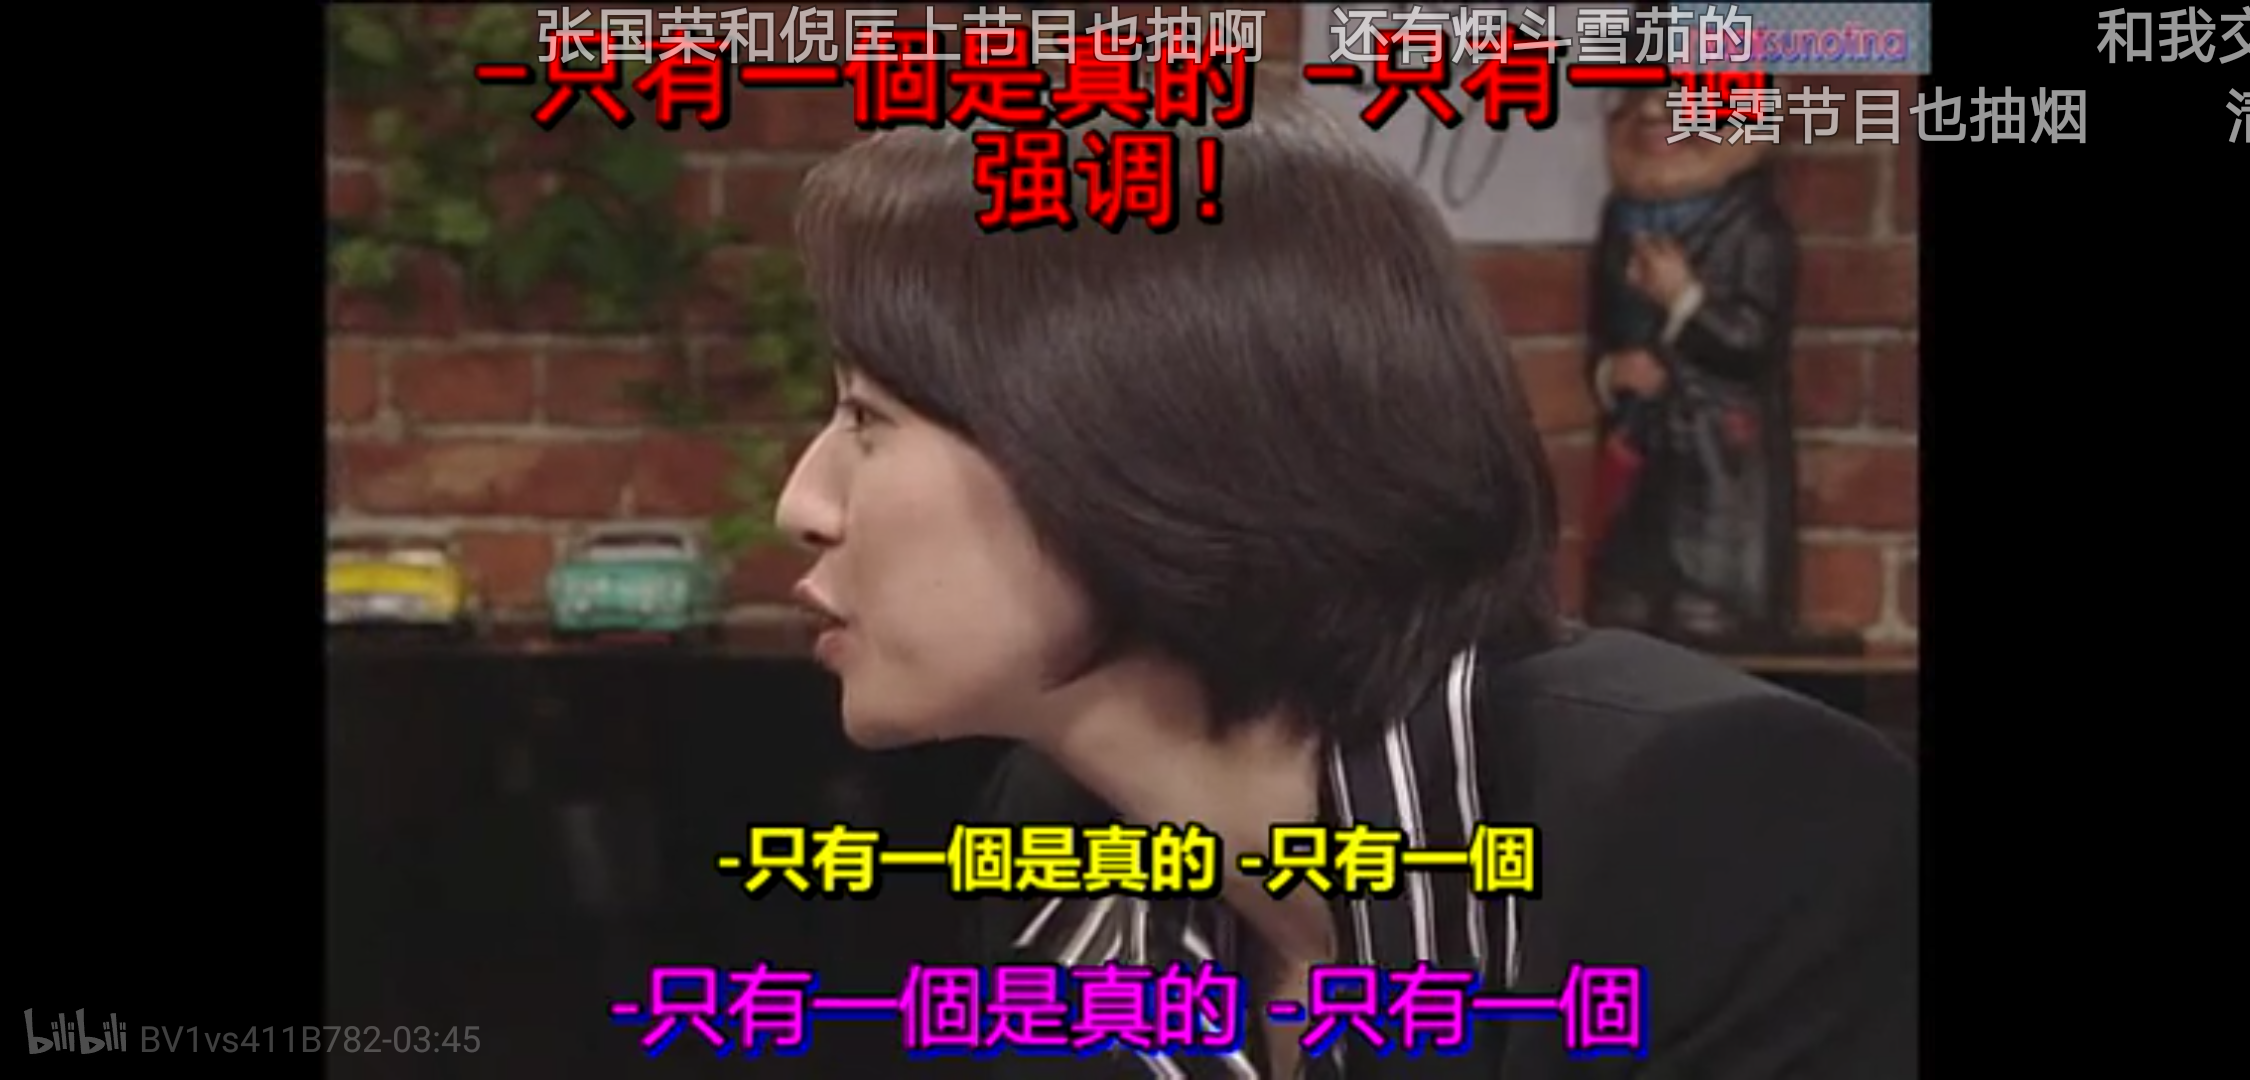 张国荣和倪匡上节目也抽啊 还有烟斗雪茄的 和我交
-只有一個是真的 -只有一個
黄霑节目也抽烟
强调！
-只有一個是真的 -只有一個
-只有一個是真的 -只有一個
bilibili BV1vs411B782-03:45